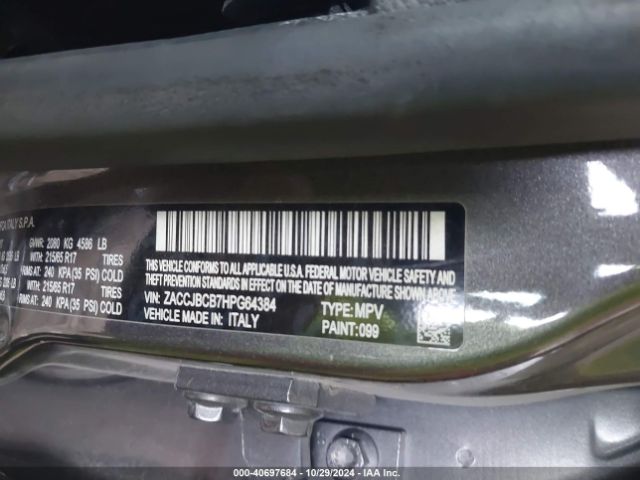 ITALY S.P.A.
GVWR: 2080 KG 4586 LB
WITH: 215/65 R17 TIRES
RIMS AT: 240 KPA(35 PSI) COLD
WITH: 215/65 R17 TIRES
RIMS AT: 240 KPA(35 PSI) COLD
THIS VEHICLE CONFORMS TO ALL APPLICABLE
U.S.A. FEDERAL MOTOR VEHICLE SAFETY AND
THEFT PREVENTION STANDARDS IN EFFECT ON THE
DATE OF MANUFACTURE SHOWN ABOVE.
VIN: ZACCJBCB7HPG64384 TYPE: MPV
VEHICLE MADE IN: ITALY PAINT: 099
000-40697684 | 10/29/2024 - IAA Inc.